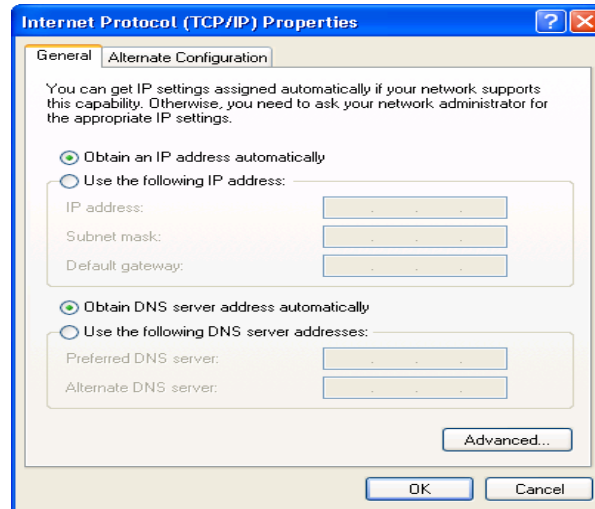 Internet Protocol (TCP/IP) Properties
General
Alternate Configuration
You can get IP settings assigned automatically if your network supports
this capability. Otherwise, you need to ask your network administrator for
the appropriate IP settings.
Obtain an IP address automatically
Use the following IP address:
IP address:
Subnet mask:
Default gateway:
Obtain DNS server address automatically
Use the following DNS server addresses:
Preferred DNS server:
Alternate DNS server:
Advanced...
OK
Cancel